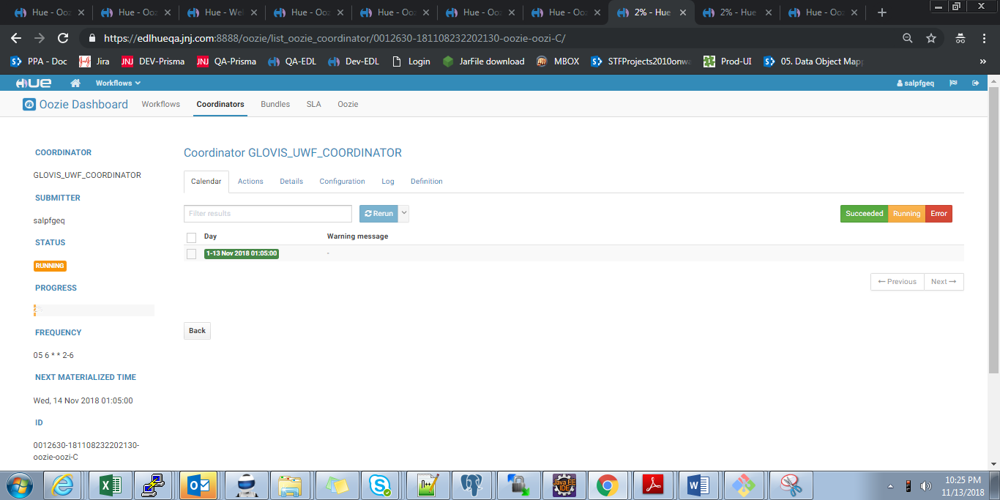 Hue - Ooz
Hue - Ooz
Hue - We
Hue - Ooz
Hue - Ooz
Hue - Ooz
Hue - Ooz
2% - Hue
2% - Hue
Hue - Ooz
https://edlhueqa.jnj.com:8888/oozie/list_oozie_coordinator/0012630-181108232202130-oozie-oozi-C/
PPA - Doc
Jira
JNJ DEV-Prisma
JNJ QA-Prisma
QA-EDL
Dev-EDL
Login
JarFile download
MBOX
STFProjects2010onwa
Prod-UI
05. Data Object Mapp
HUE
Workflows
salpfgeq
Oozie Dashboard
Workflows
Coordinators
Bundles
SLA
Oozie
COORDINATOR
GLOVIS_UWF_COORDINATOR
SUBMITTER
salpfgeq
STATUS
RUNNING
PROGRESS
FREQUENCY
05 6 * * 2-6
NEXT MATERIALIZED TIME
Wed, 14 Nov 2018 01:05:00
ID
0012630-181108232202130-
oozie-oozi-C
Coordinator GLOVIS_UWF_COORDINATOR
Calendar
Actions
Details
Configuration
Log
Definition
Filter results
Rerun
Succeeded
Running
Error
Day
Warning message
1-13 Nov 2018 01:05:00
-
← Previous
Next →
Back
Java EE
IDE
10:25 PM
11/13/2018